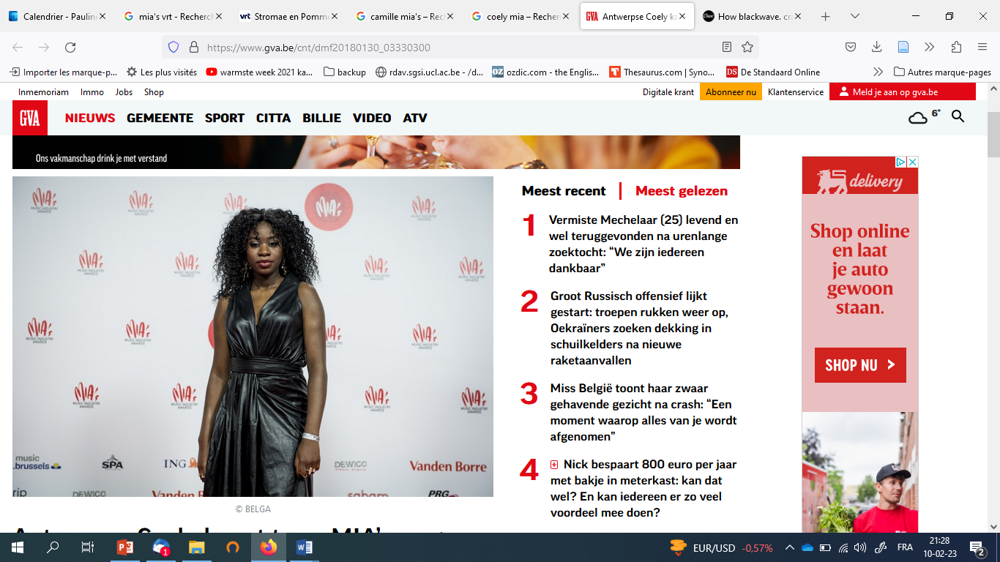 Calendrier - Pauline
mia's vrt - Recherch
Stromae en Pomm
camille mia's – Rec
coely mia – Recher
Antwerpse Coely ka
How blackwave. cra
https://www.gva.be/cnt/dmf20180130_03330300
Importer les marque-p...
Les plus visités
warmste week 2021 ka...
backup
rdav.sgsi.ucl.ac.be - /d...
ozdic.com - the Englis...
Thesaurus.com | Syno...
De Standaard Online
Autres marque-pages
Inmemoriam Immo Jobs Shop
Digitale krant Abonneer nu Klantenservice Meld je aan op gva.be
GVA NIEUWS GEMEENTE SPORT CITTA BILLIE VIDEO ATV
6°
Ons vakmanschap drink je met verstand
MIA's
MUSIC INDUSTRY AWARDS
music.brussels
SPA
ING
DEWICO
Vanden Borre
DEWICO
Vanden Borre
sabam
PRG
© BELGA
Meest recent Meest gelezen
1 Vermiste Mechelaar (25) levend en
wel teruggevonden na urenlange
zoektocht: “We zijn iedereen
dankbaar”
2 Groot Russisch offensief lijkt
gestart: troepen rukken weer op,
Oekraïners zoeken dekking in
schuilkelders na nieuwe
raketaanvallen
3 Miss België toont haar zwaar
gehavende gezicht na crash: “Een
moment waarop alles van je wordt
afgenomen”
4 Nick bespaart 800 euro per jaar
met bakje in meterkast: kan dat
wel? En kan iedereen er zo veel
voordeel mee doen?
delivery
Shop online
en laat
je auto
gewoon
staan.
SHOP NU >
1
EUR/USD -0,57%
FRA
21:28
10-02-23
2